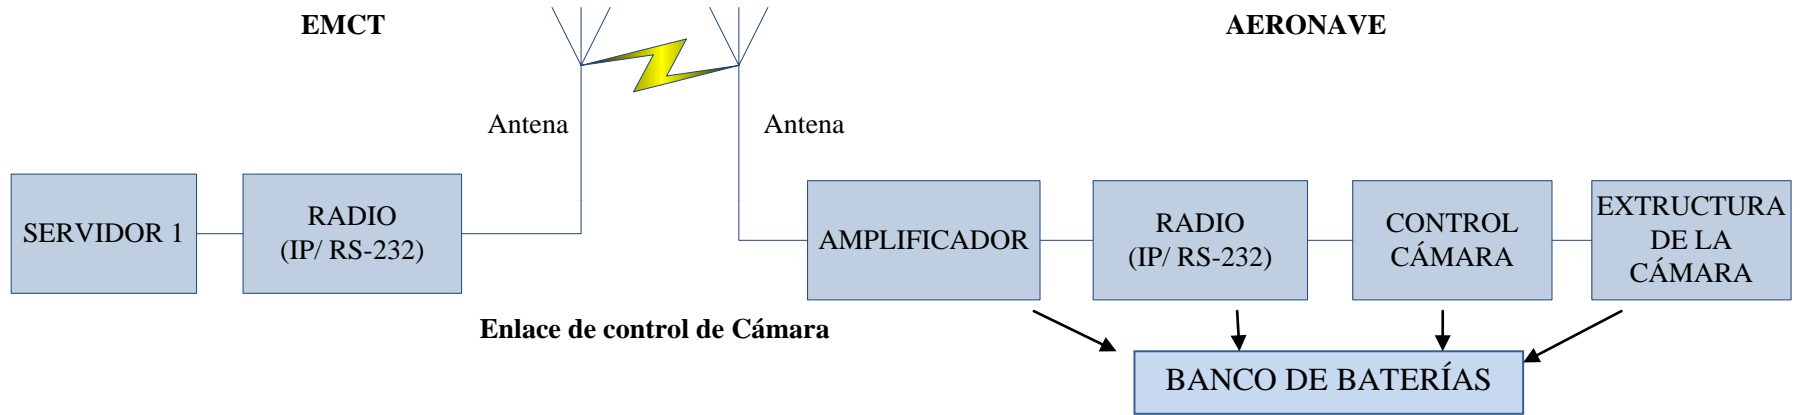 EMCT
AERONAVE
Antena
Antena
SERVIDOR 1
RADIO
(IP/ RS-232)
AMPLIFICADOR
RADIO
(IP/ RS-232)
CONTROL
CÁMARA
EXTRUCTURA
DE LA
CÁMARA
Enlace de control de Cámara
BANCO DE BATERÍAS